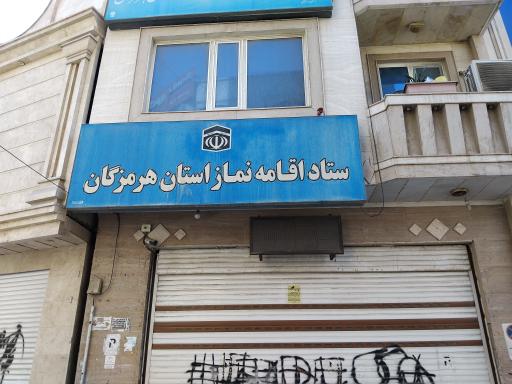 ستاد اقامه نماز استان هرمزگان